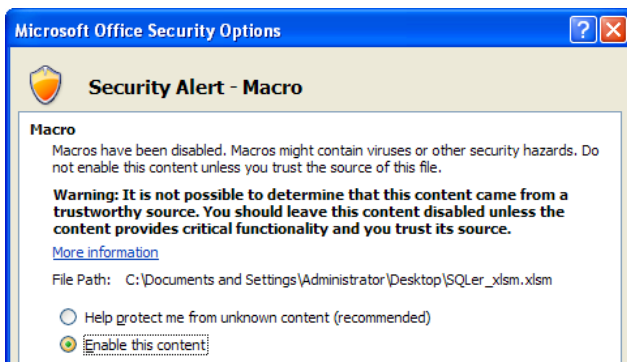 Microsoft Office Security Options
Security Alert - Macro
Macro
Macros have been disabled. Macros might contain viruses or other security hazards. Do
not enable this content unless you trust the source of this file.
Warning: It is not possible to determine that this content came from a
trustworthy source. You should leave this content disabled unless the
content provides critical functionality and you trust its source.
More information
File Path: C:\Documents and Settings\Administrator\Desktop\SQLer_xlsm.xlsm
Help protect me from unknown content (recommended)
Enable this content